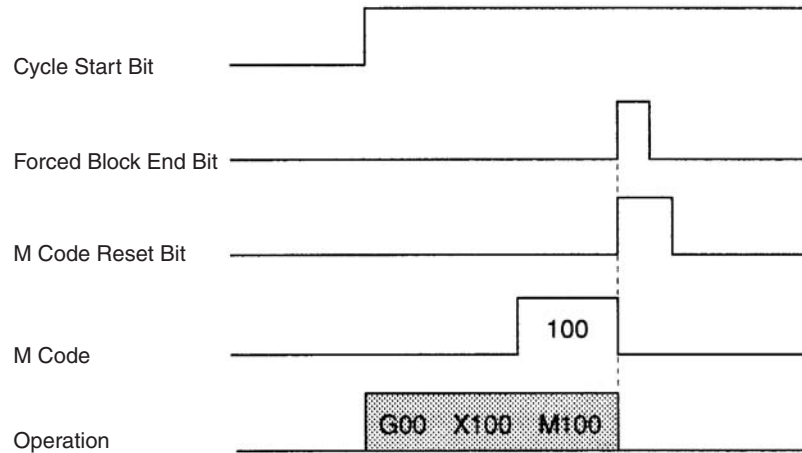 Cycle Start Bit
Forced Block End Bit
M Code Reset Bit
M Code
100
Operation
G00 X100 M100